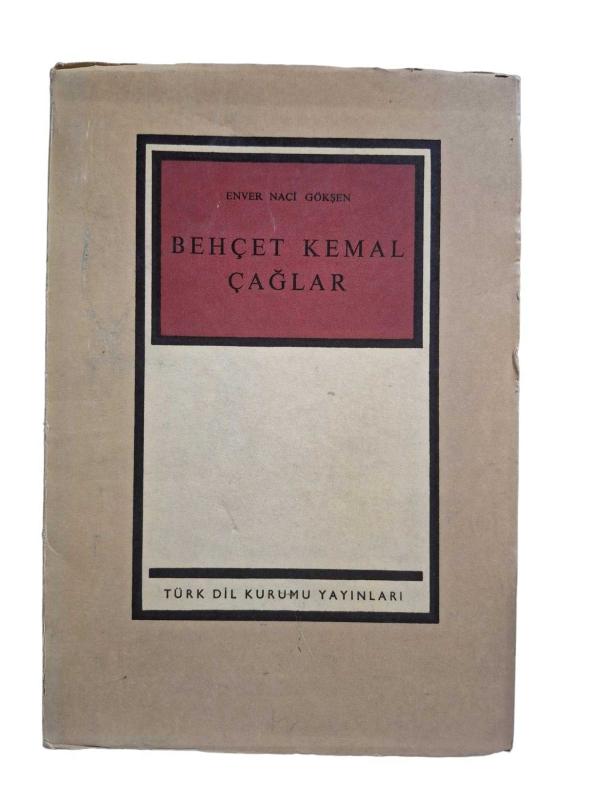 ENVER NACİ GÖKŞEN
BEHÇET KEMAL
ÇAĞLAR
TÜRK DİL KURUMU YAYINLARI